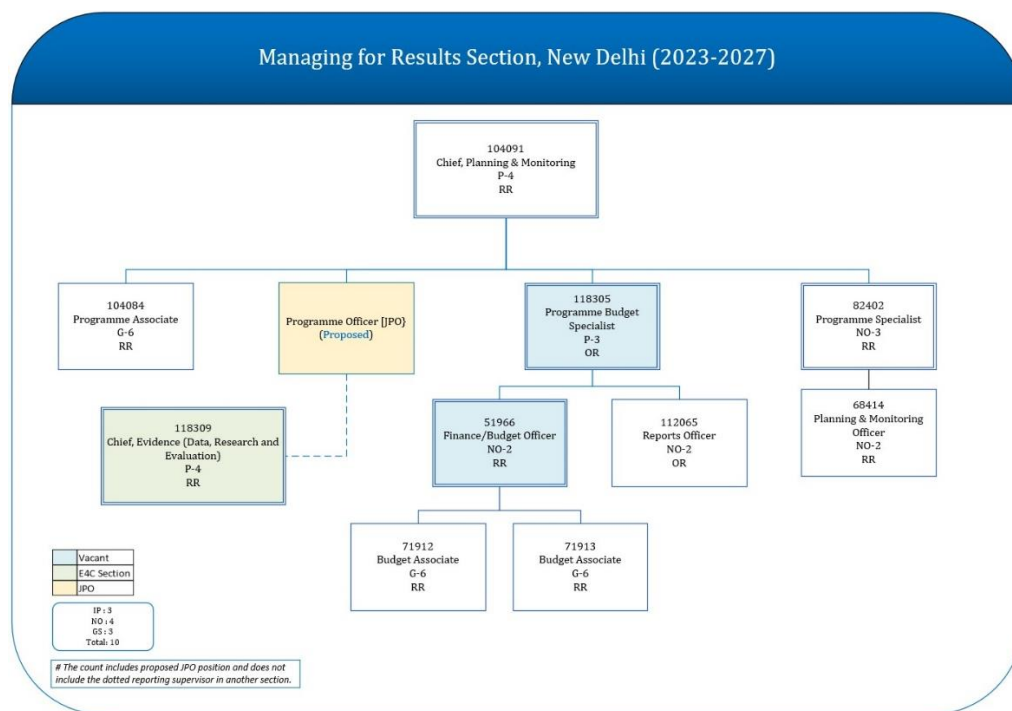 Managing for Results Section, New Delhi (2023-2027)
104091
Chief, Planning & Monitoring
P-4
RR
104084
Programme Associate
G-6
RR
Programme Officer [JPO}
(Proposed)
118305
Programme Budget
Specialist
P-3
OR
82402
Programme Specialist
NO-3
RR
118309
Chief, Evidence (Data, Research and
Evaluation)
P-4
RR
51966
Finance/Budget Officer
NO-2
RR
112065
Reports Officer
NO-2
OR
68414
Planning & Monitoring
Officer
NO-2
RR
71912
Budget Associate
G-6
RR
71913
Budget Associate
G-6
RR
Vacant
E4C Section
JPO
IP : 3
NO : 4
GS : 3
Total: 10
# The count includes proposed JPO position and does not
include the dotted reporting supervisor in another section.